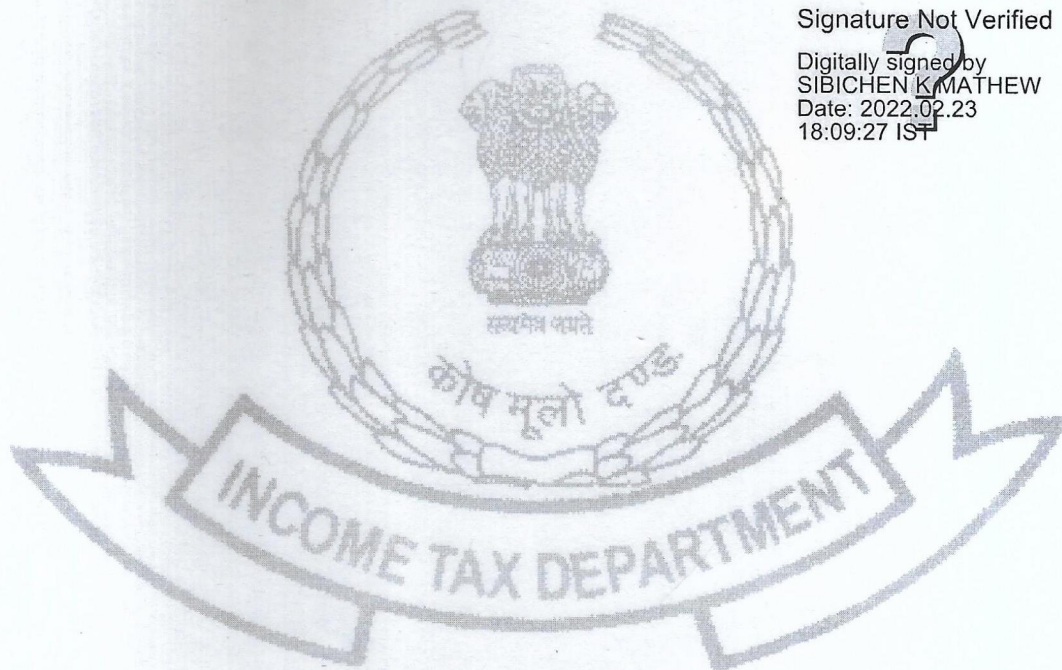 Signature Not Verified
Digitally signed by
SIBICHEN K MATHEW
Date: 2022.02.23
18:09:27 IST
?
सत्यमेव जयते
कोष मूलो दण्ड
INCOME TAX DEPARTMENT